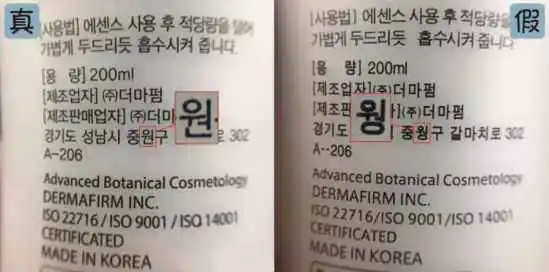 真
[사용법] 에센스 사용 후 적당량을 덜어
가볍게 두드리듯 흡수시켜 줍니다.
[용 량] 200ml
[제조업자] (주)더마펌
[제조판매업자] (주)더마
원
경기도 성남시 중원구 로 302
A-206
Advanced Botanical Cosmetology
DERMAFIRM INC.
ISO 22716 / ISO 9001 / ISO 14001
CERTIFICATED
MADE IN KOREA
假
[사용법] 에센스 사용 후 적당량을
가볍게 두드리듯 흡수시켜 줍니다.
[용 량] 200ml
[제조업자] (주)더마펌
[제조판 자] (주)더마펌
웡
경기도 시 중웡구 갈마치로 302
A--206
Advanced Botanical Cosmetology
DERMAFIRM INC.
ISO 22716/ISO 9001/ISO 14001
CERTIFICATED
MADE IN KOREA